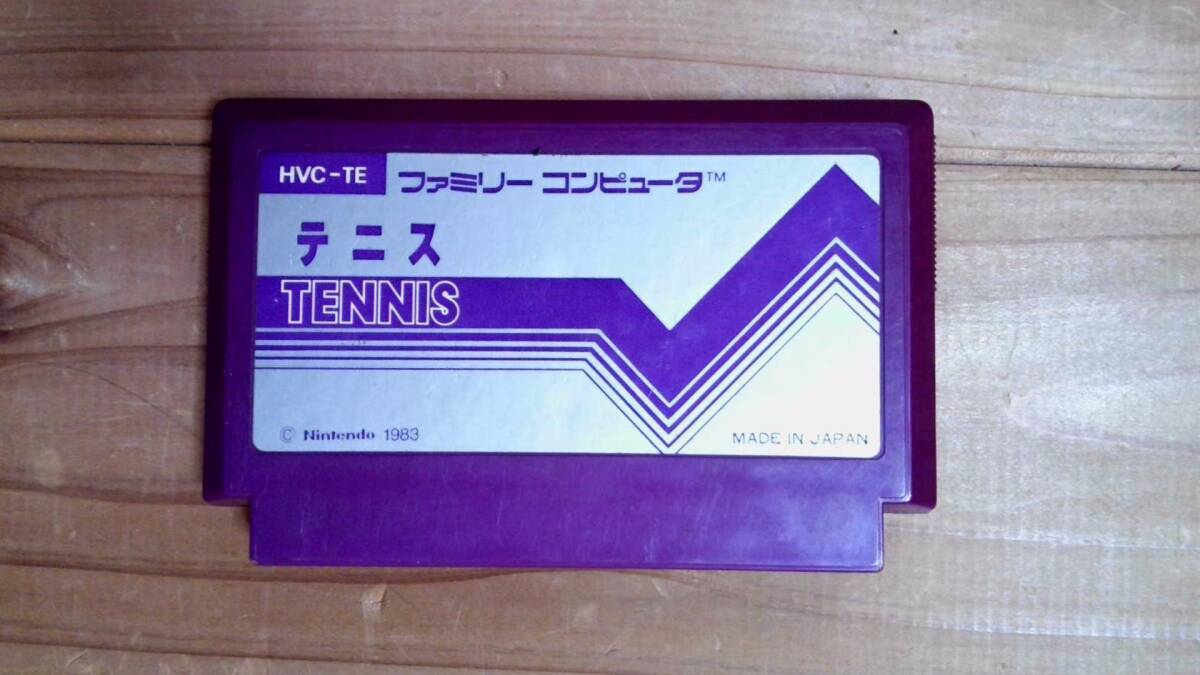 HVC-TE
ファミリー コンピュータ™
テニス
TENNIS
© Nintendo 1983
MADE IN JAPAN